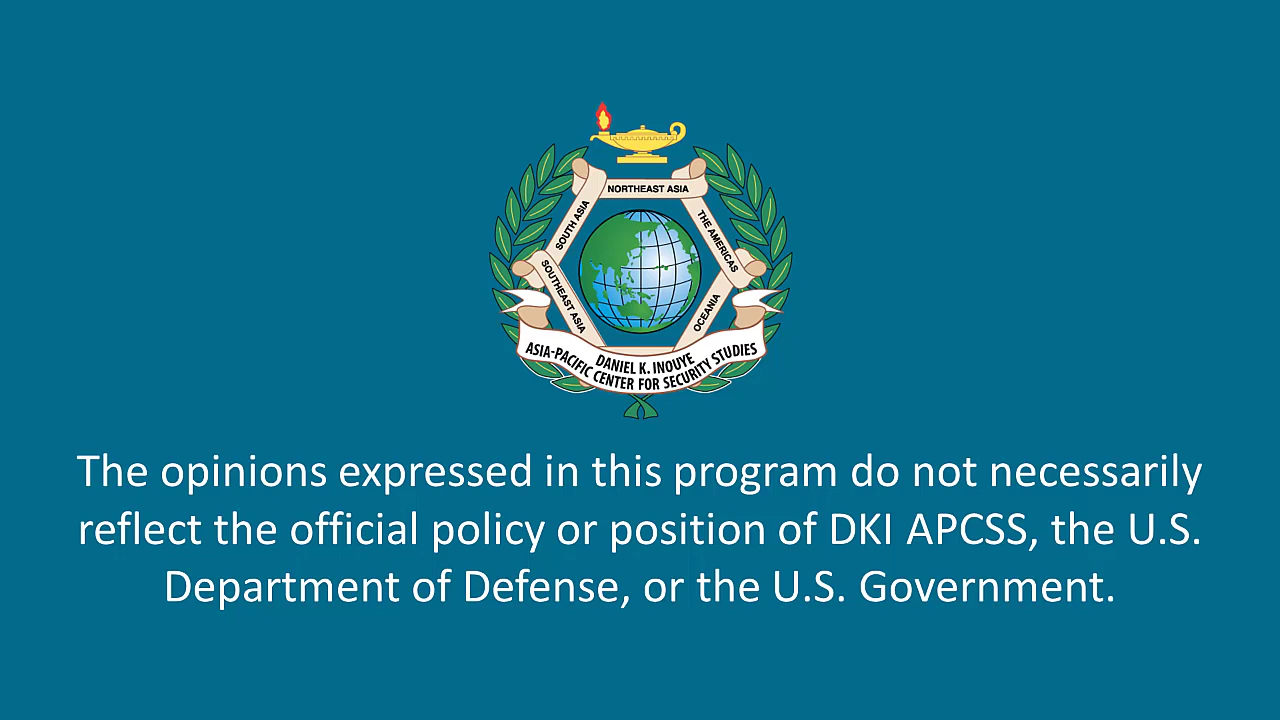 NORTHEAST ASIA
SOUTH ASIA
THE AMERICAS
SOUTHEAST ASIA
OCEANIA
DANIEL K. INOUYE
ASIA-PACIFIC CENTER FOR SECURITY STUDIES
The opinions expressed in this program do not necessarily
reflect the official policy or position of DKI APCSS, the U.S.
Department of Defense, or the U.S. Government.